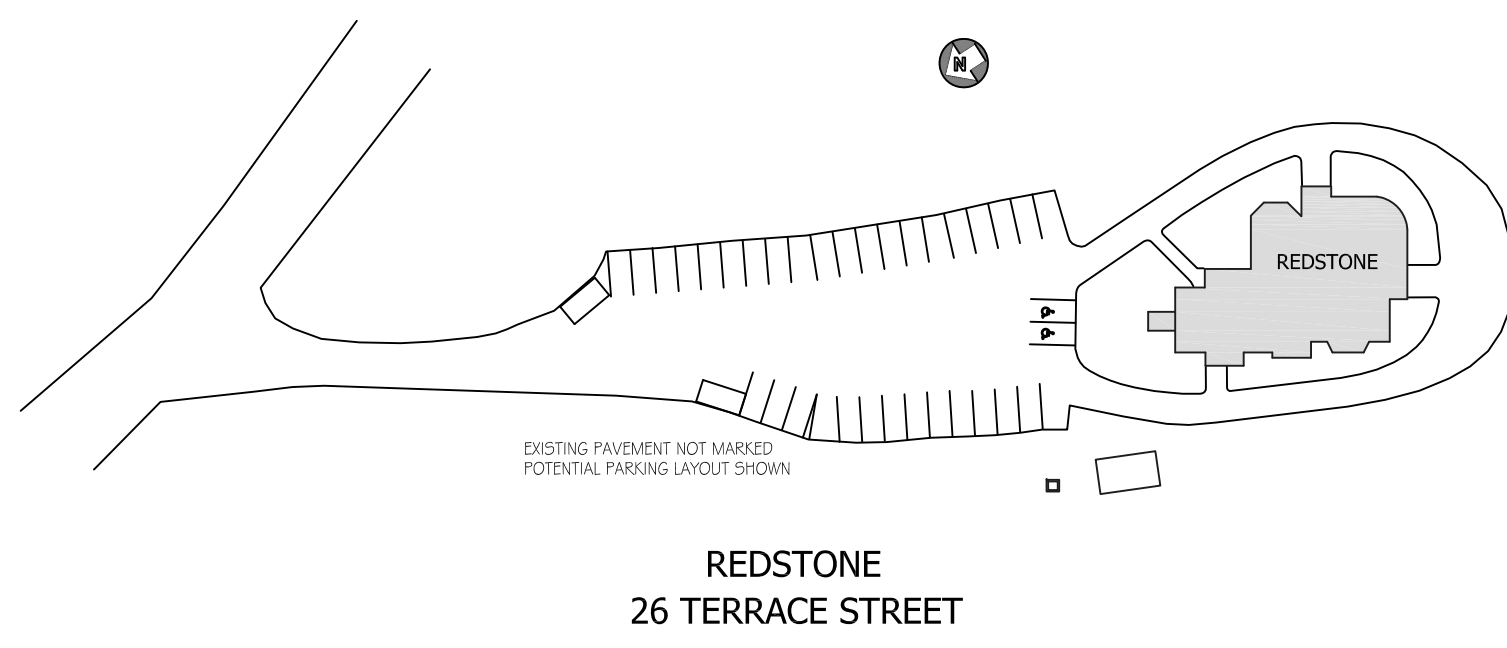 N
REDSTONE
EXISTING PAVEMENT NOT MARKED
POTENTIAL PARKING LAYOUT SHOWN
REDSTONE
26 TERRACE STREET